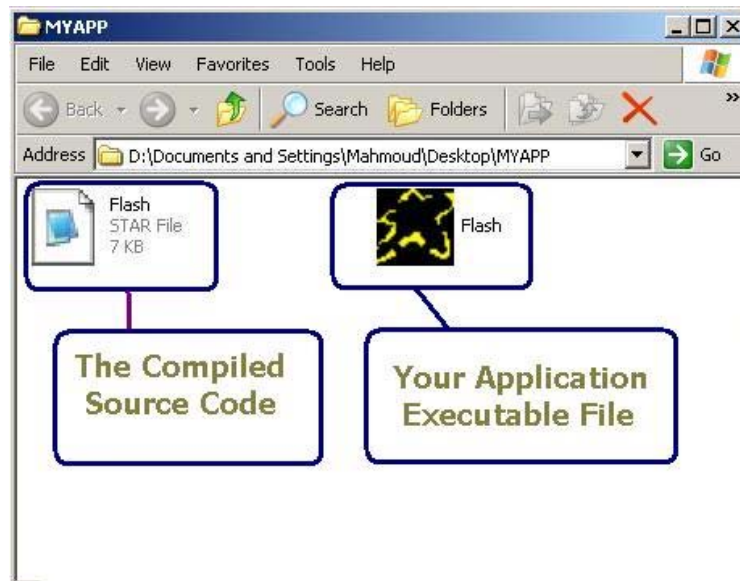 MYAPP
File Edit View Favorites Tools Help
Back Search Folders
Address D:\Documents and Settings\Mahmoud\Desktop\MYAPP Go
Flash
STAR File
7 KB
Flash
The Compiled
Source Code
Your Application
Executable File